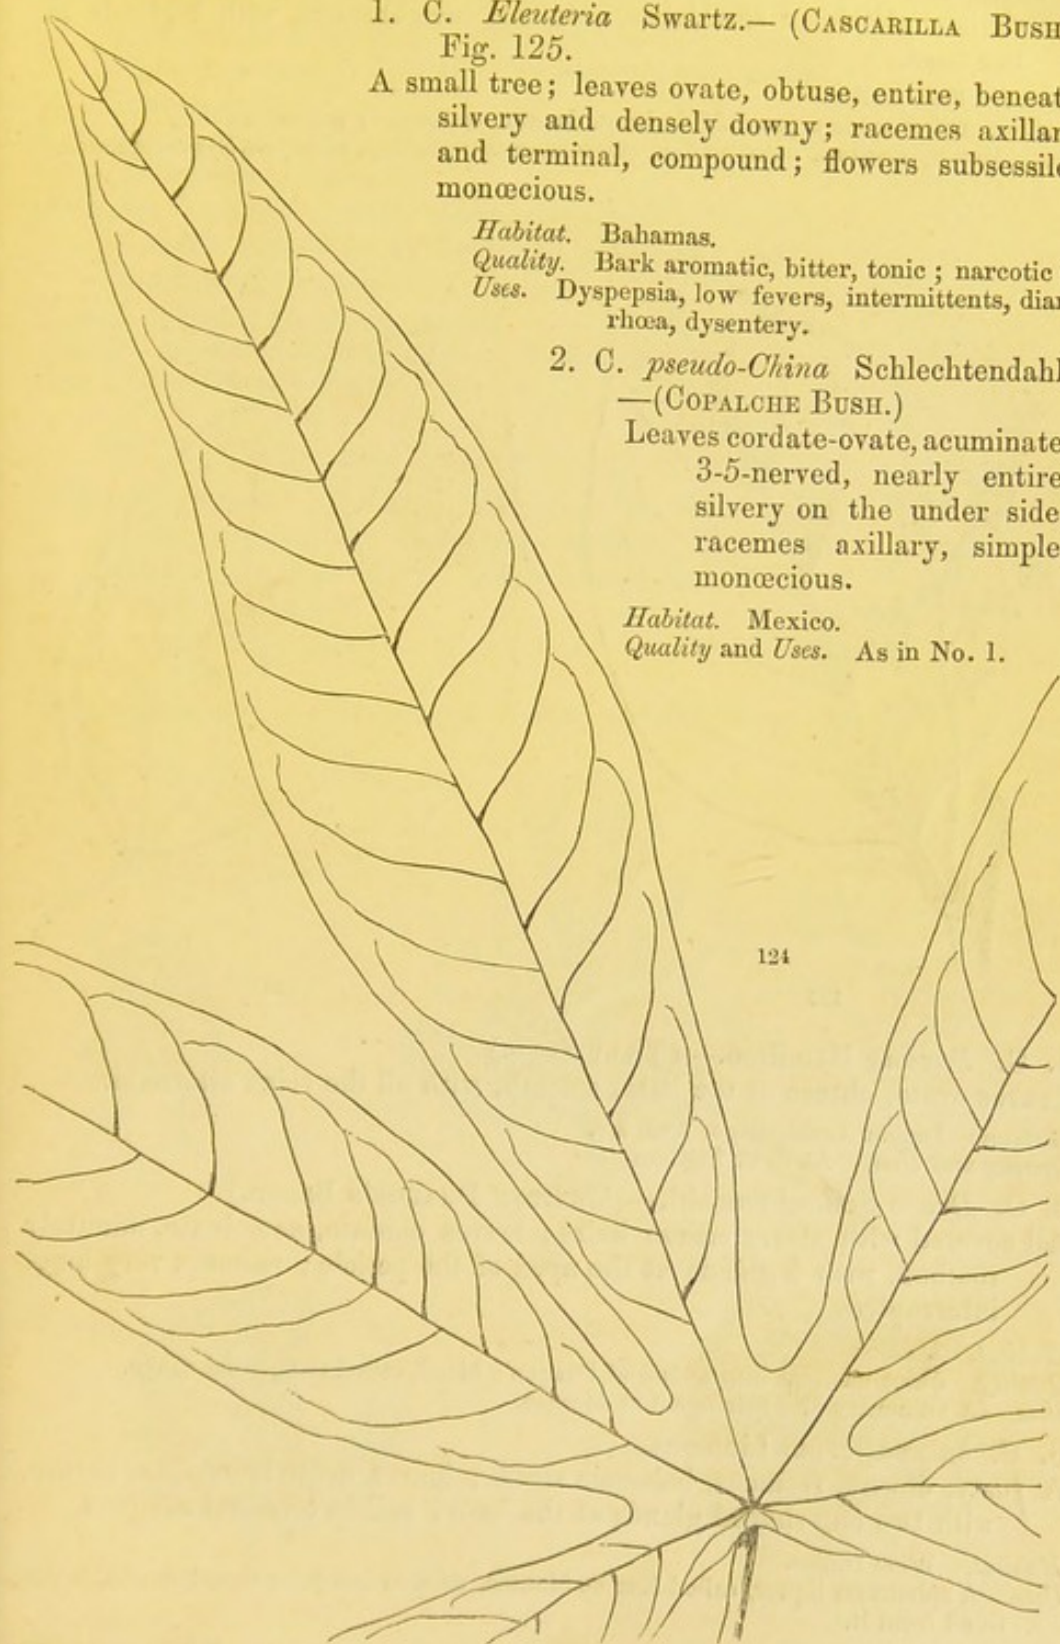 1. C. Eleuteria Swartz.— (CASCARILLA BUSH
Fig. 125.
A small tree; leaves ovate, obtuse, entire, beneat
silvery and densely downy; racemes axillar
and terminal, compound; flowers subsessile
monœcious.
Habitat. Bahamas.
Quality. Bark aromatic, bitter, tonic; narcotic
Uses. Dyspepsia, low fevers, intermittents, diar
rhœa, dysentery.
2. C. pseudo-China Schlechtendahl
—(COPALCHE BUSH.)
Leaves cordate-ovate, acuminate
3-5-nerved, nearly entire
silvery on the under side
racemes axillary, simple
monœcious.
Habitat. Mexico.
Quality and Uses. As in No. 1.
124